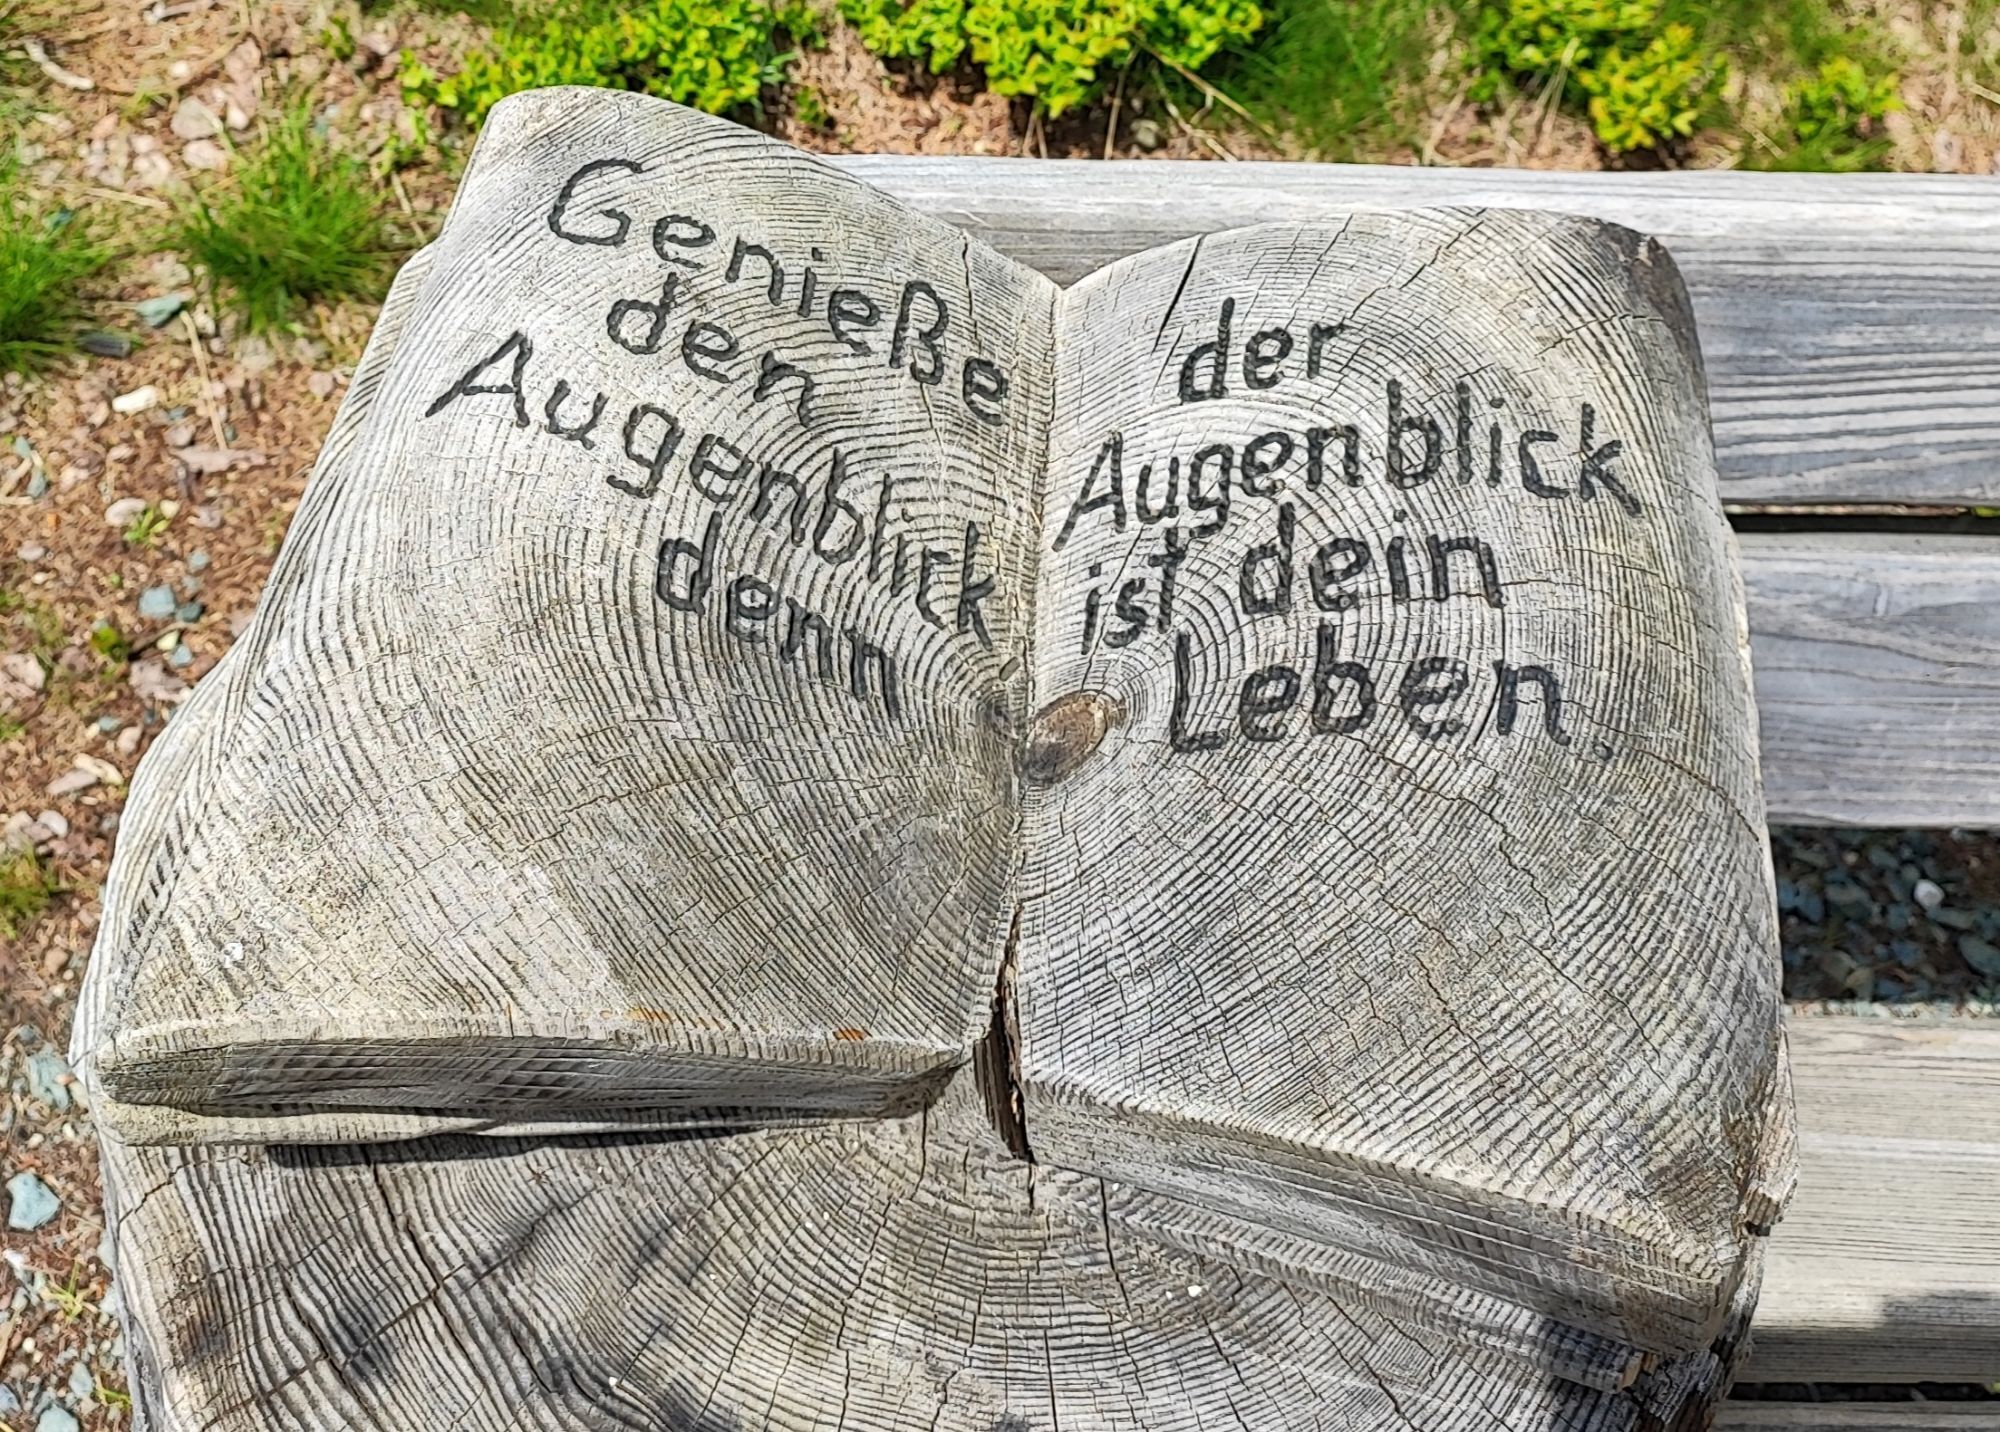 Genieße
den
Augenblick
denn
der
Augenblick
ist dein
Leben.